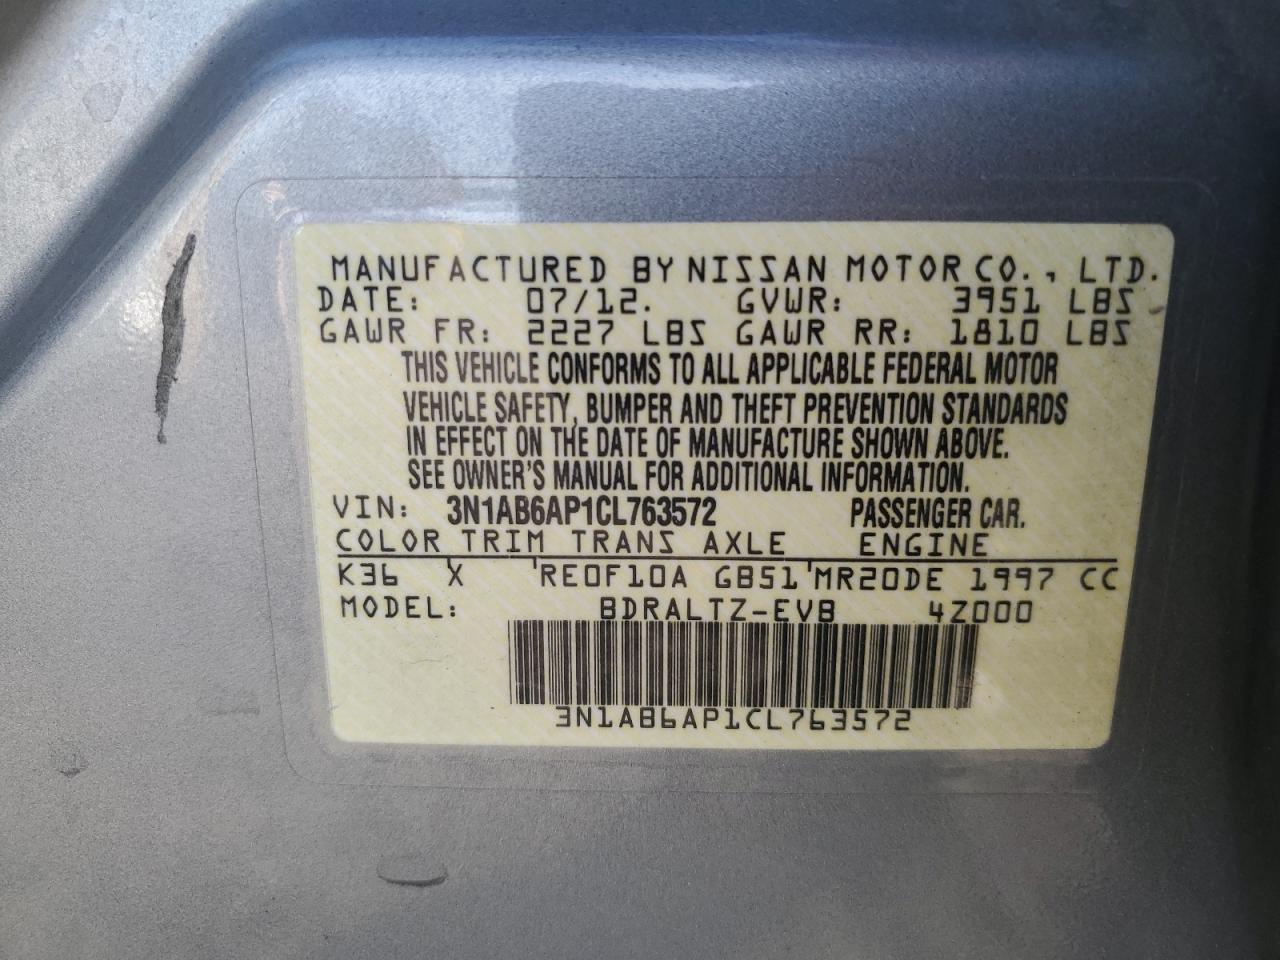 MANUFACTURED BY NISSAN MOTOR CO., LTD.
DATE: 07/12. GVWR: 3951 LBS
GAWR FR: 2227 LBS GAWR RR: 1810 LBS
THIS VEHICLE CONFORMS TO ALL APPLICABLE FEDERAL MOTOR
VEHICLE SAFETY, BUMPER AND THEFT PREVENTION STANDARDS
IN EFFECT ON THE DATE OF MANUFACTURE SHOWN ABOVE.
SEE OWNER'S MANUAL FOR ADDITIONAL INFORMATION.
VIN: 3N1AB6AP1CL763572 PASSENGER CAR.
COLOR TRIM TRANS AXLE ENGINE
K36 X RE0F10A GB51 MR20DE 1997 CC
MODEL: BDRALTZ-EVB 4Z000
3N1AB6AP1CL763572